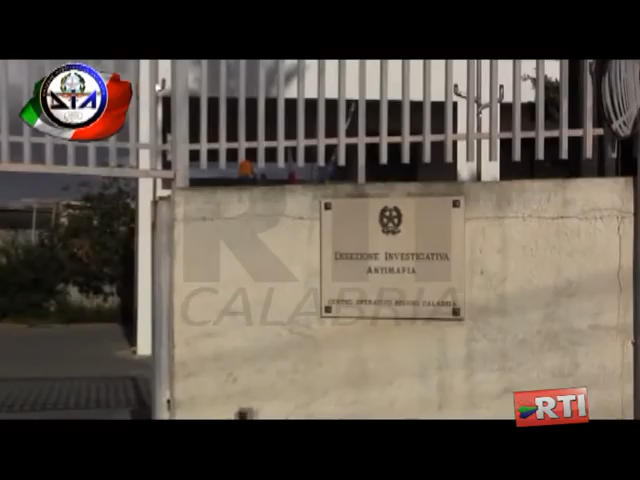 DIA
RTI
CALABRIA
DIREZIONE INVESTIGATIVA
ANTIMAFIA
CENTRO OPERATIVO REGGIO CALABRIA
RTI